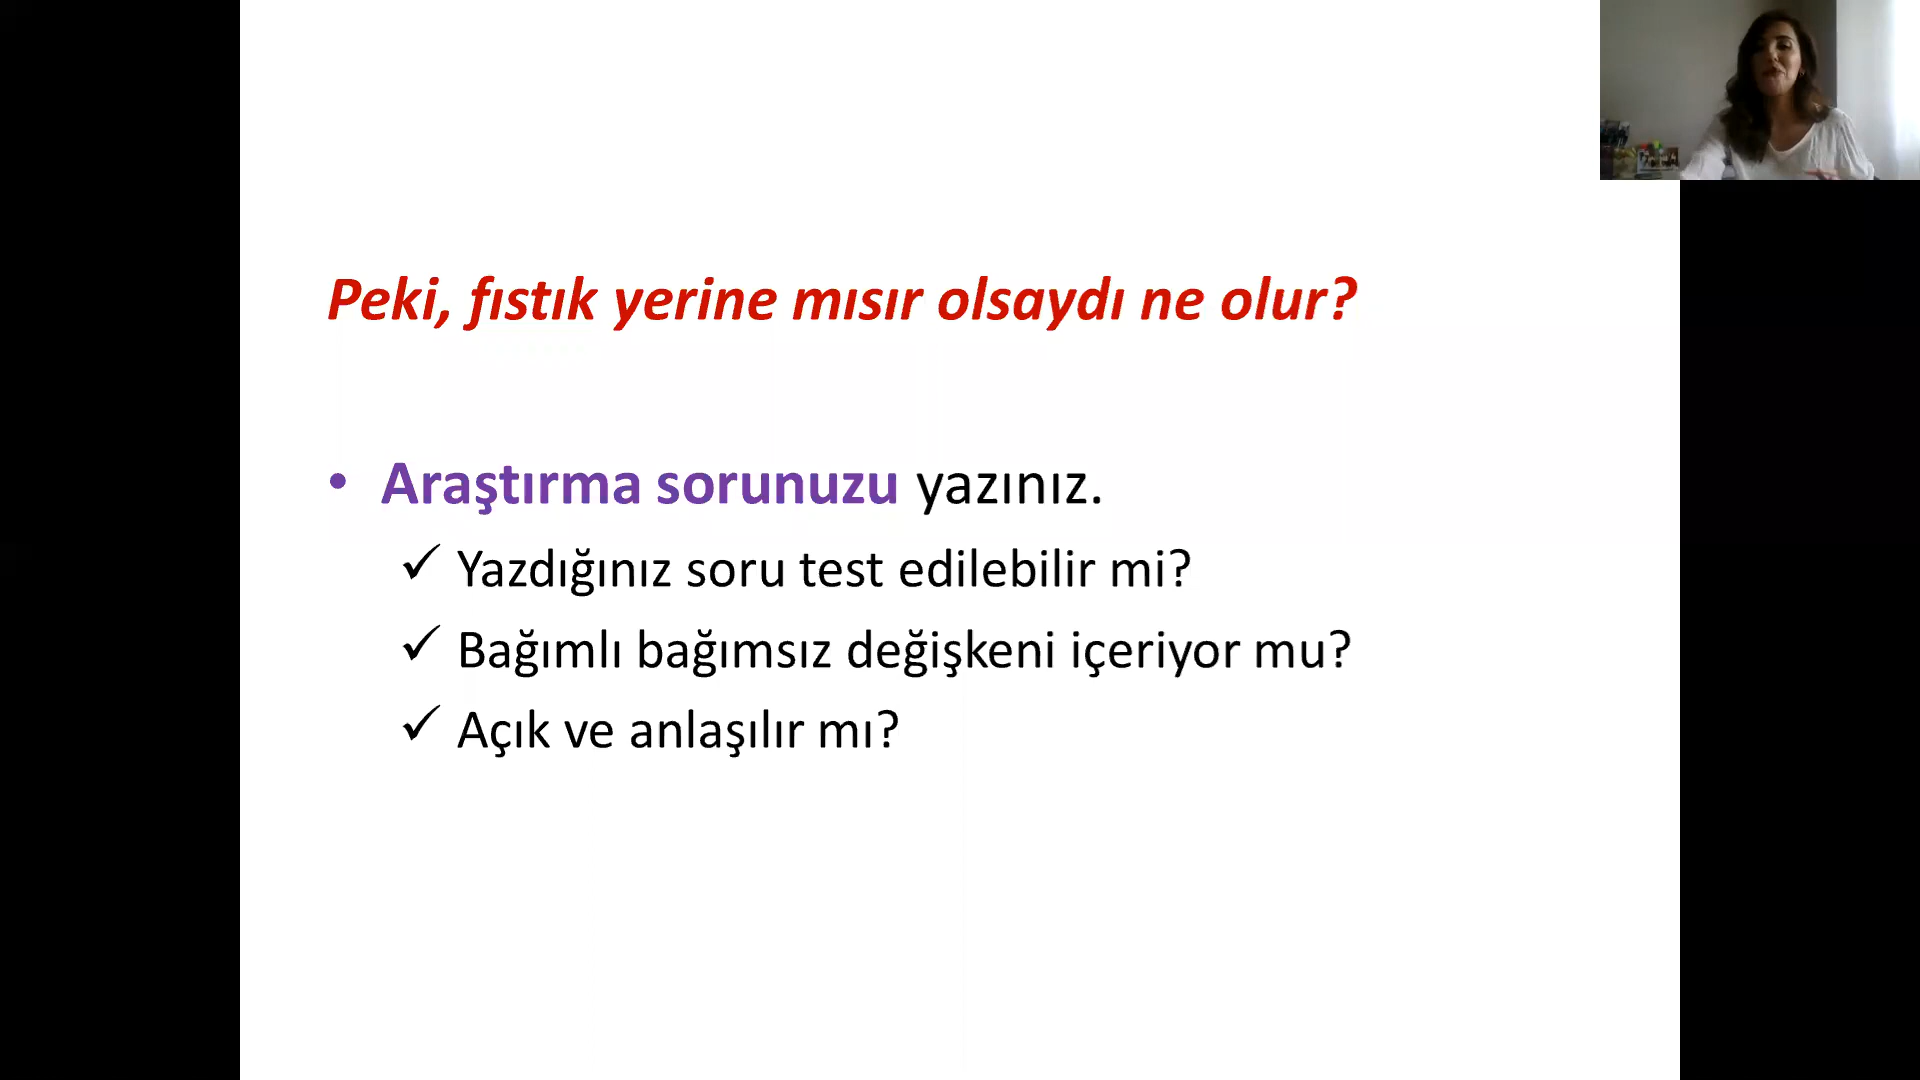 Peki, fıstık yerine mısır olsaydı ne olur?
• Araştırma sorunuzu yazınız.
✓ Yazdığınız soru test edilebilir mi?
✓ Bağımlı bağımsız değişkeni içeriyor mu?
✓ Açık ve anlaşılır mı?